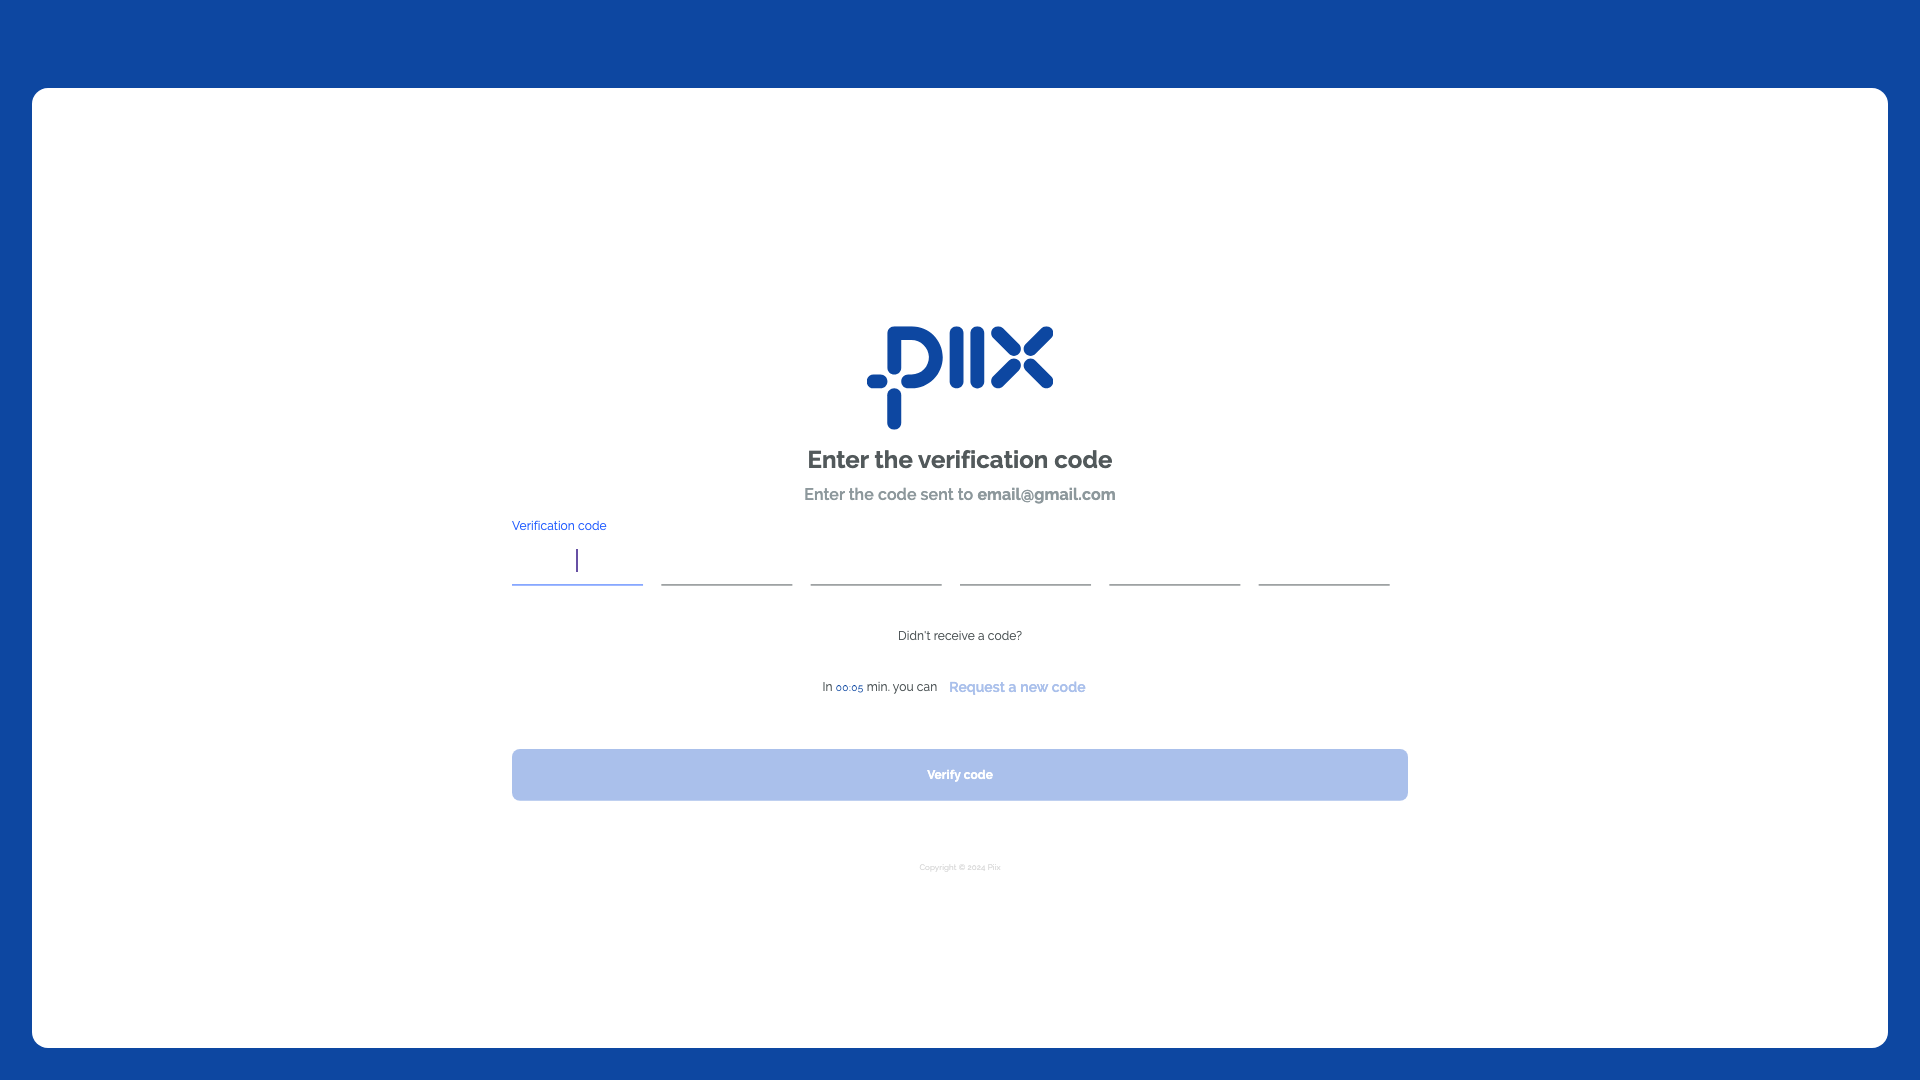 piix
Enter the verification code
Enter the code sent to email@gmail.com
Verification code
Didn't receive a code?
In 00:05 min. you can Request a new code
Verify code
Copyright © 2024 Piix